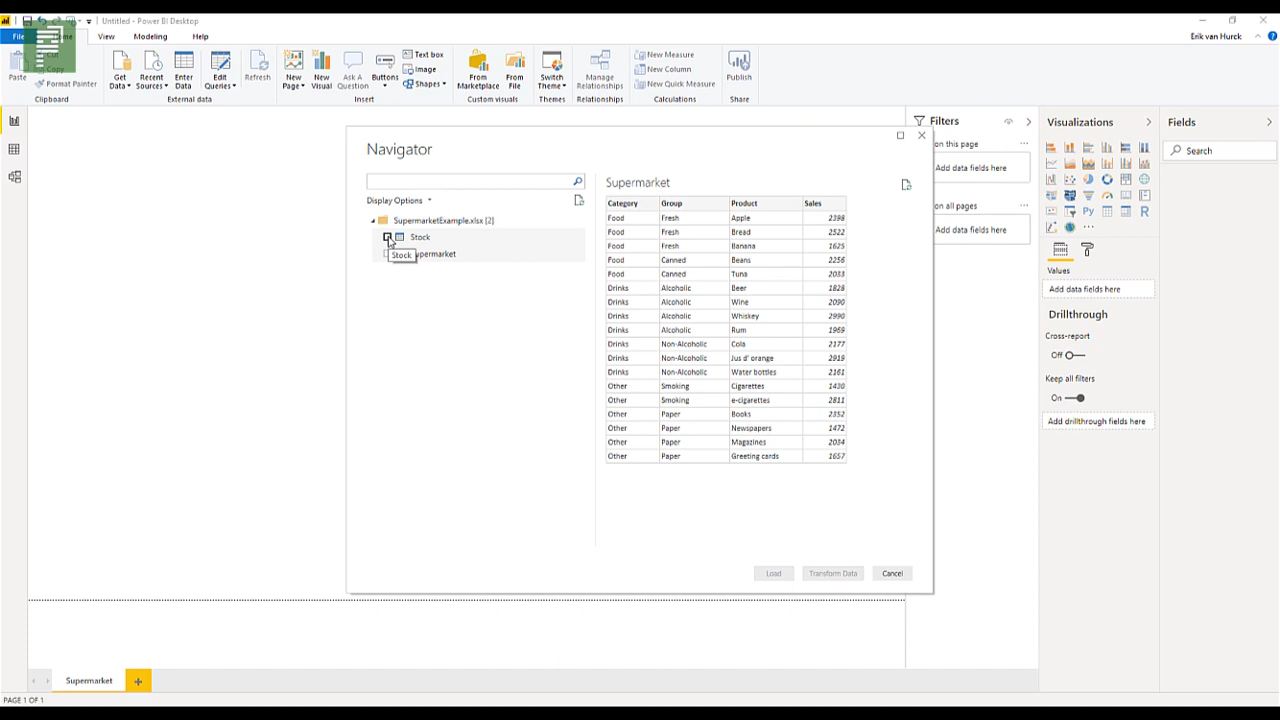 Untitled - Power BI Desktop
File
View
Modeling
Help
Erik van Hurck
Paste
Copy
Format Painter
Clipboard
Get Data
Recent Sources
Enter Data
Edit Queries
External data
Refresh
New Page
New Visual
Ask A Question
Buttons
Text box
Image
Shapes
Insert
From Marketplace
From File
Custom visuals
Switch Theme
Themes
Manage Relationships
Relationships
New Measure
New Column
New Quick Measure
Calculations
Publish
Share
Navigator
Display Options
SupermarketExample.xlsx [2]
Stock
Stock
upermarket
Supermarket
Category Group Product Sales
Food Fresh Apple 2398
Food Fresh Bread 2522
Food Fresh Banana 1625
Food Canned Beans 2256
Food Canned Tuna 2033
Drinks Alcoholic Beer 1828
Drinks Alcoholic Wine 2090
Drinks Alcoholic Whiskey 2990
Drinks Alcoholic Rum 1969
Drinks Non-Alcoholic Cola 2177
Drinks Non-Alcoholic Jus d' orange 2919
Drinks Non-Alcoholic Water bottles 2161
Other Smoking Cigarettes 1430
Other Smoking e-cigarettes 2811
Other Paper Books 2352
Other Paper Newspapers 1472
Other Paper Magazines 2034
Other Paper Greeting cards 1657
Load
Transform Data
Cancel
Filters
on this page
Add data fields here
on all pages
Add data fields here
Visualizations
R
Py
Values
Add data fields here
Drillthrough
Cross-report
Off
Keep all filters
On
Add drillthrough fields here
Fields
Search
Supermarket
PAGE 1 OF 1